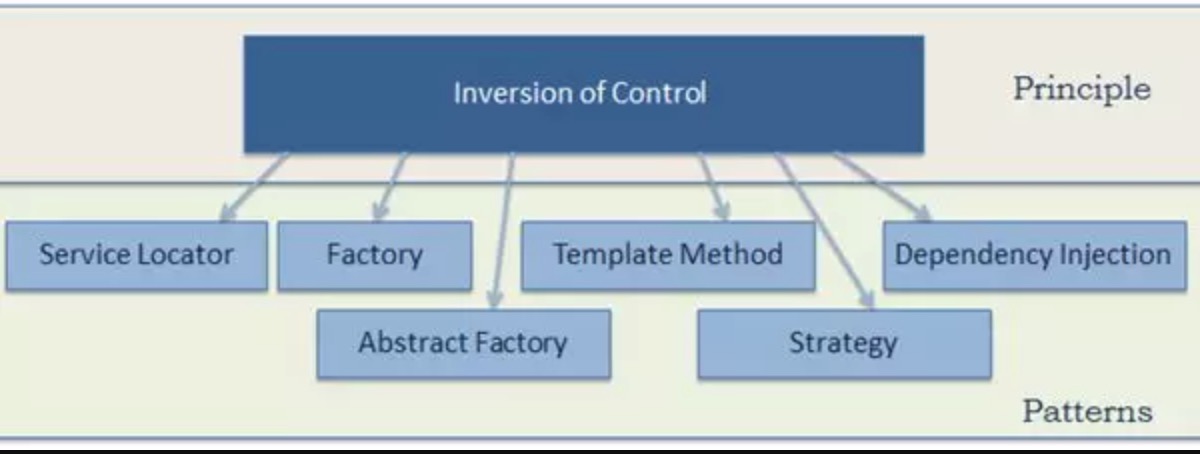 Inversion of Control
Principle
Service Locator
Factory
Template Method
Dependency Injection
Abstract Factory
Strategy
Patterns